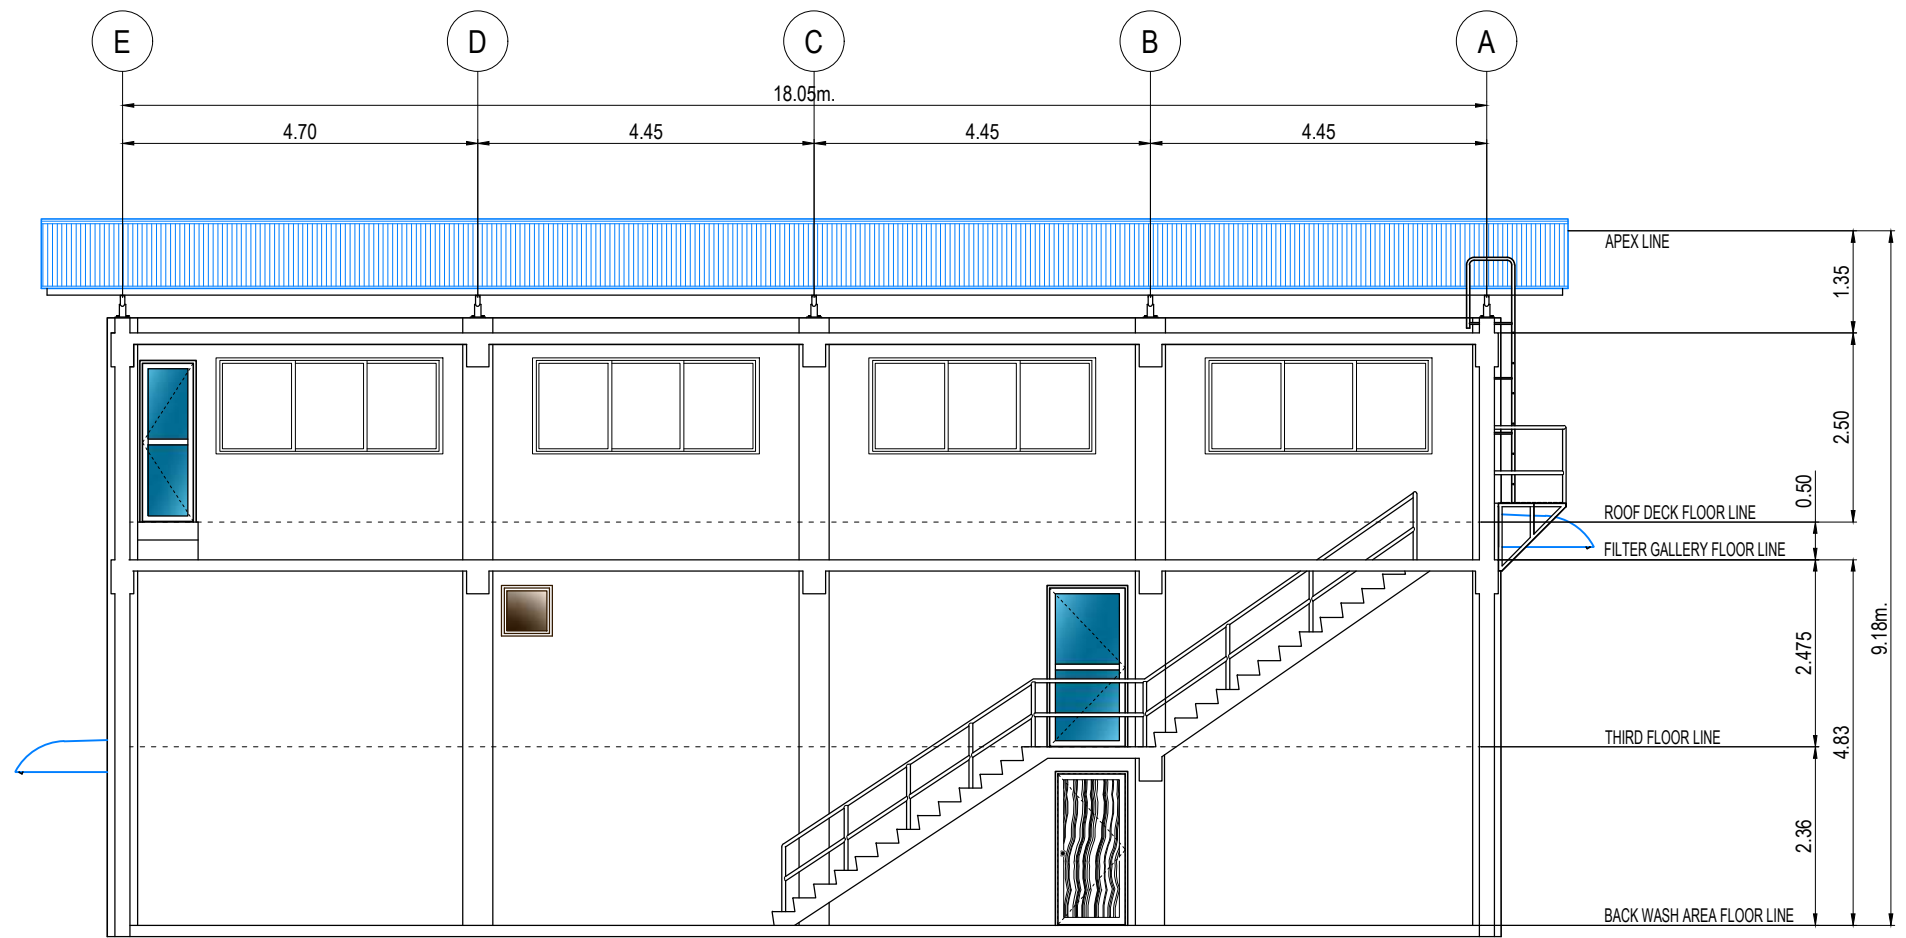 E D C B A
18.05m.
4.70 4.45 4.45 4.45
APEX LINE
1.35
2.50
0.50
ROOF DECK FLOOR LINE
FILTER GALLERY FLOOR LINE
2.475
9.18m.
THIRD FLOOR LINE
4.83
2.36
BACK WASH AREA FLOOR LINE